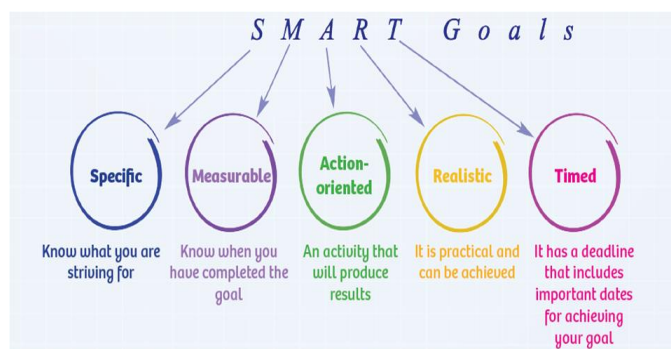 SMART Goals
Specific
Know what you are
striving for
Measurable
Know when you
have completed the
goal
Action-
oriented
An activity that
will produce
results
Realistic
It is practical and
can be achieved
Timed
It has a deadline
that includes
important dates
for achieving
your goal